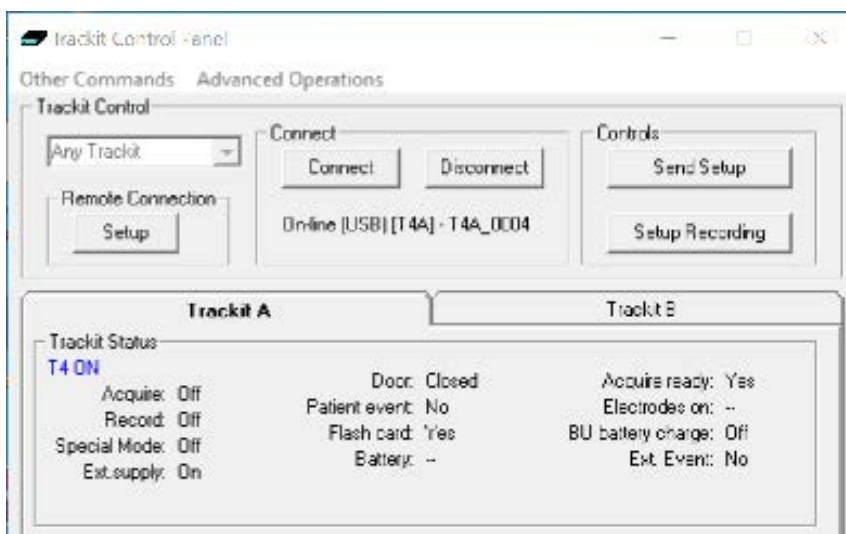 Trackit Control Panel
Other Commands Advanced Operations
Trackit Control
Any Trackit
Remote Connection
Setup
Connect
Connect Disconnect
On-line [USB] [T4A] - T4A_0004
Controls
Send Setup
Setup Recording
Trackit A Trackit B
Trackit Status
T4 ON
Acquire: Off
Record: Off
Special Mode: Off
Ext.supply: On
Door: Closed
Patient event: No
Flash card: Yes
Battery: --
Acquire ready: Yes
Electrodes on: --
BU battery charge: Off
Ext. Event: No